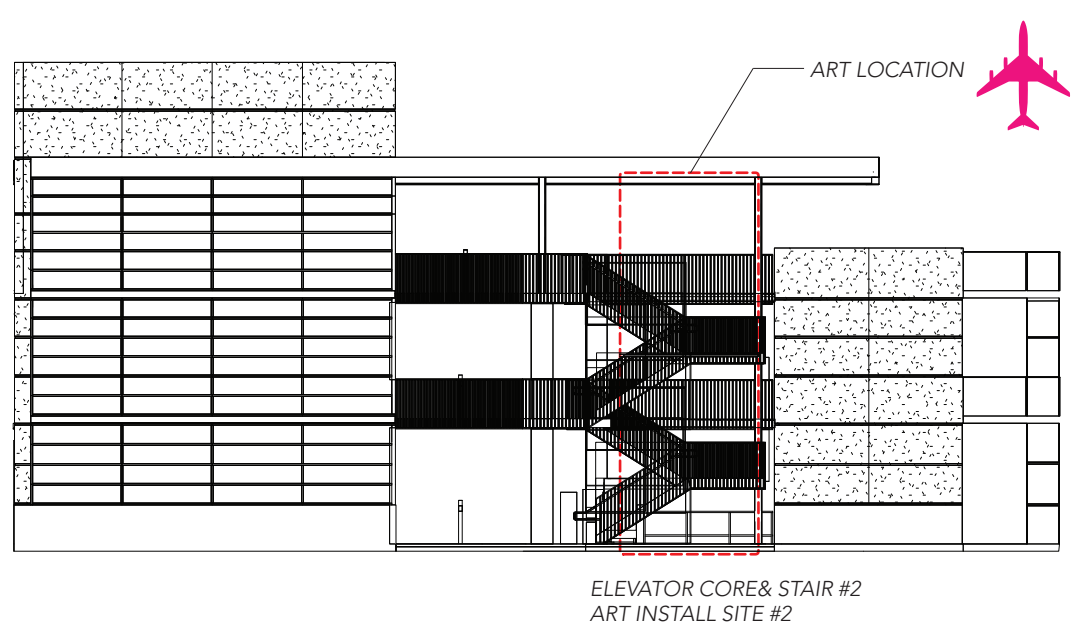 ART LOCATION
ELEVATOR CORE& STAIR #2
ART INSTALL SITE #2